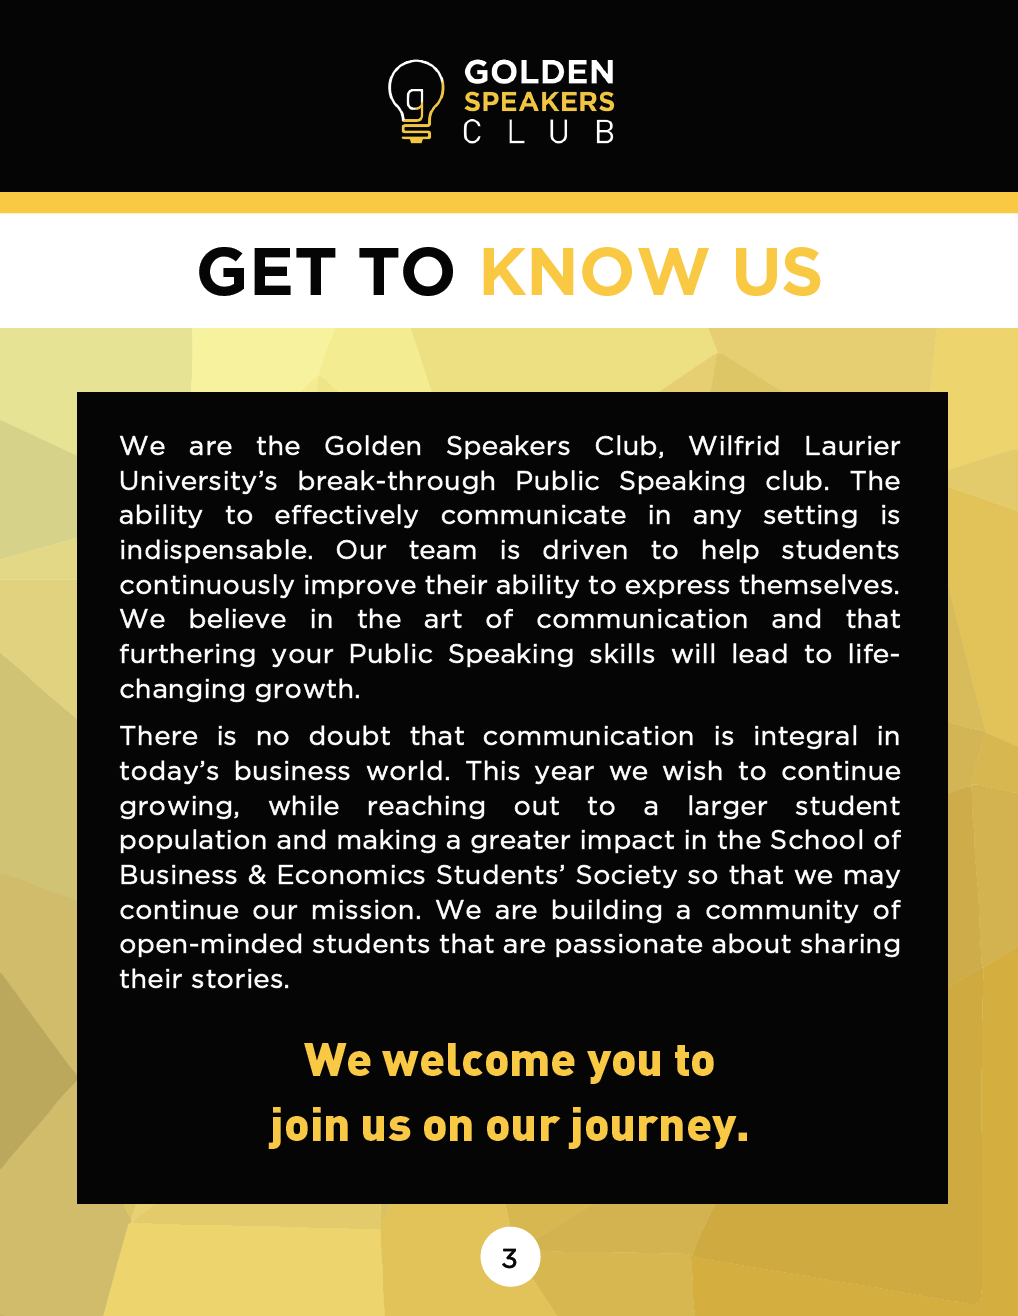 GOLDEN
SPEAKERS
CLUB
GET TO KNOW US
We are the Golden Speakers Club, Wilfrid Laurier
University’s break-through Public Speaking club. The
ability to effectively communicate in any setting is
indispensable. Our team is driven to help students
continuously improve their ability to express themselves.
We believe in the art of communication and that
furthering your Public Speaking skills will lead to life-
changing growth.
There is no doubt that communication is integral in
today’s business world. This year we wish to continue
growing, while reaching out to a larger student
population and making a greater impact in the School of
Business & Economics Students’ Society so that we may
continue our mission. We are building a community of
open-minded students that are passionate about sharing
their stories.
We welcome you to
join us on our journey.
3